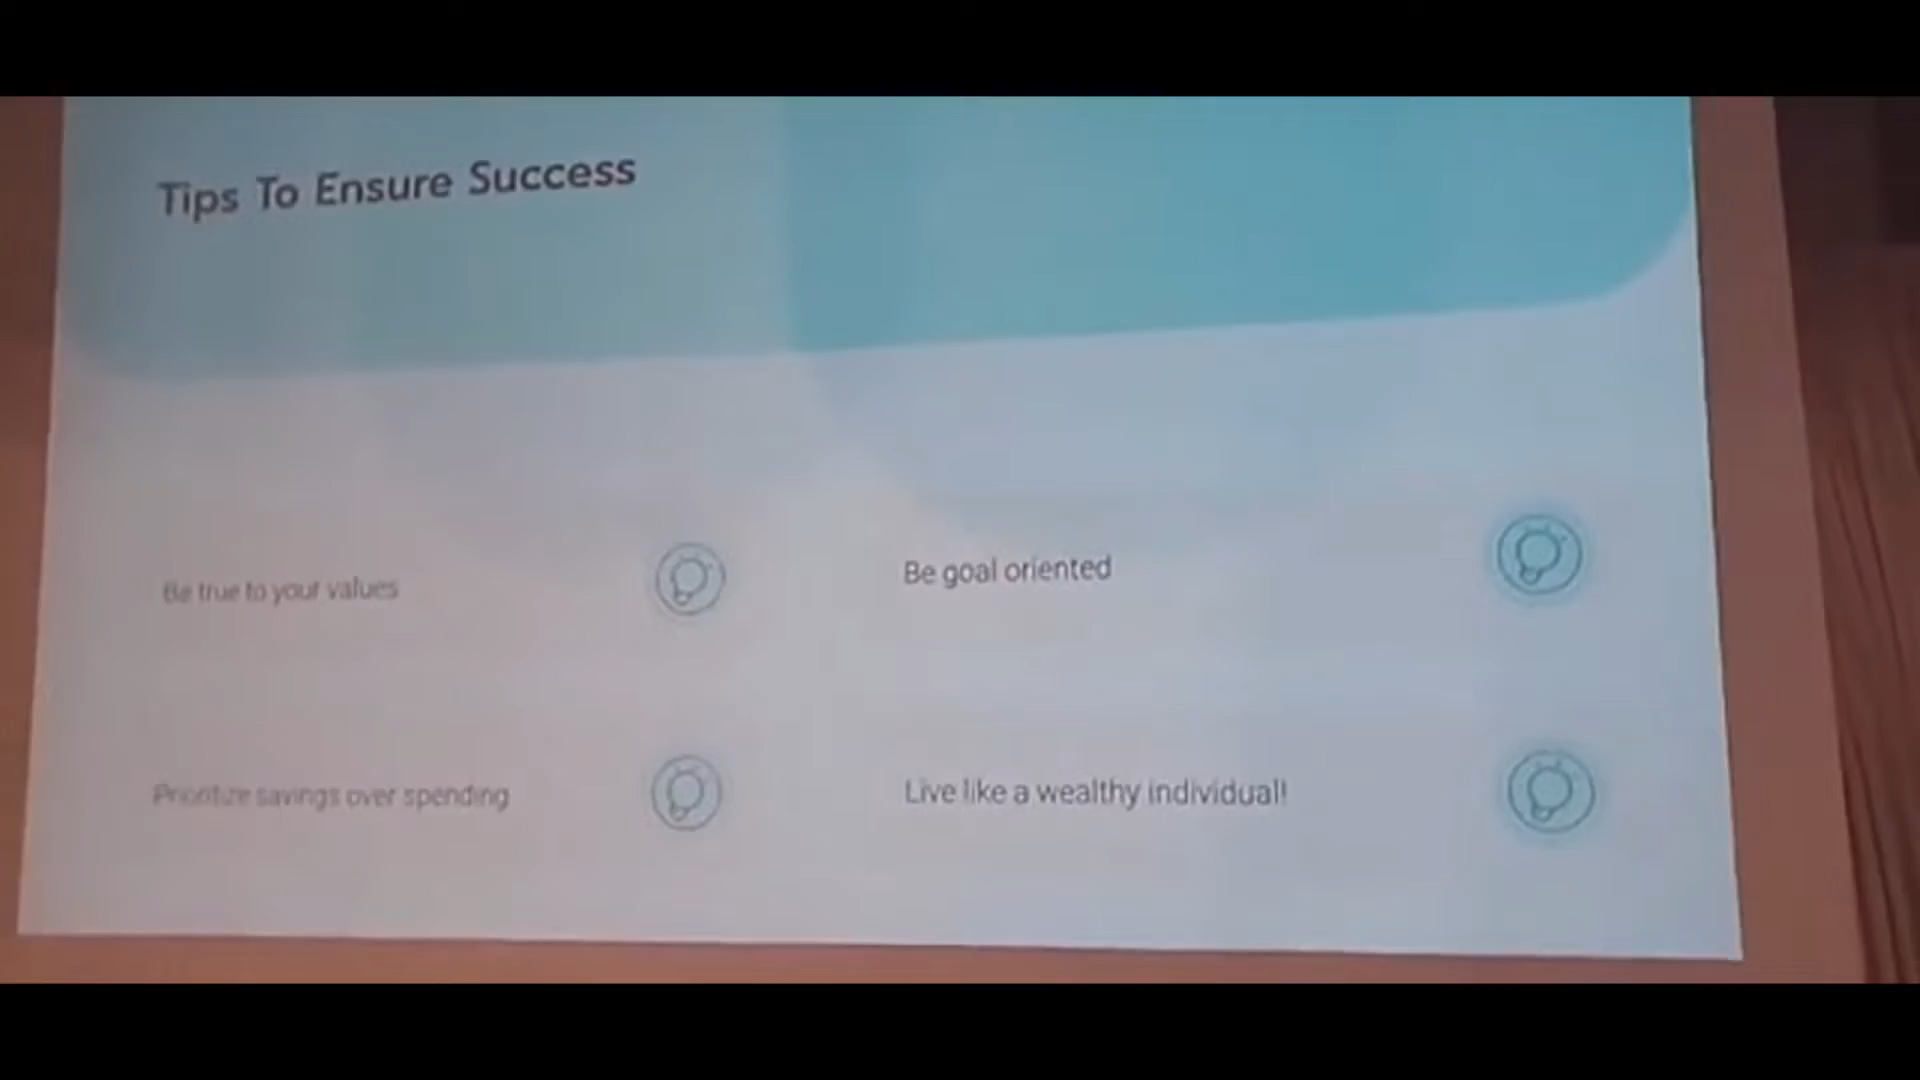 Tips To Ensure Success
Be true to your values
Be goal oriented
Prioritize savings over spending
Live like a wealthy individual!